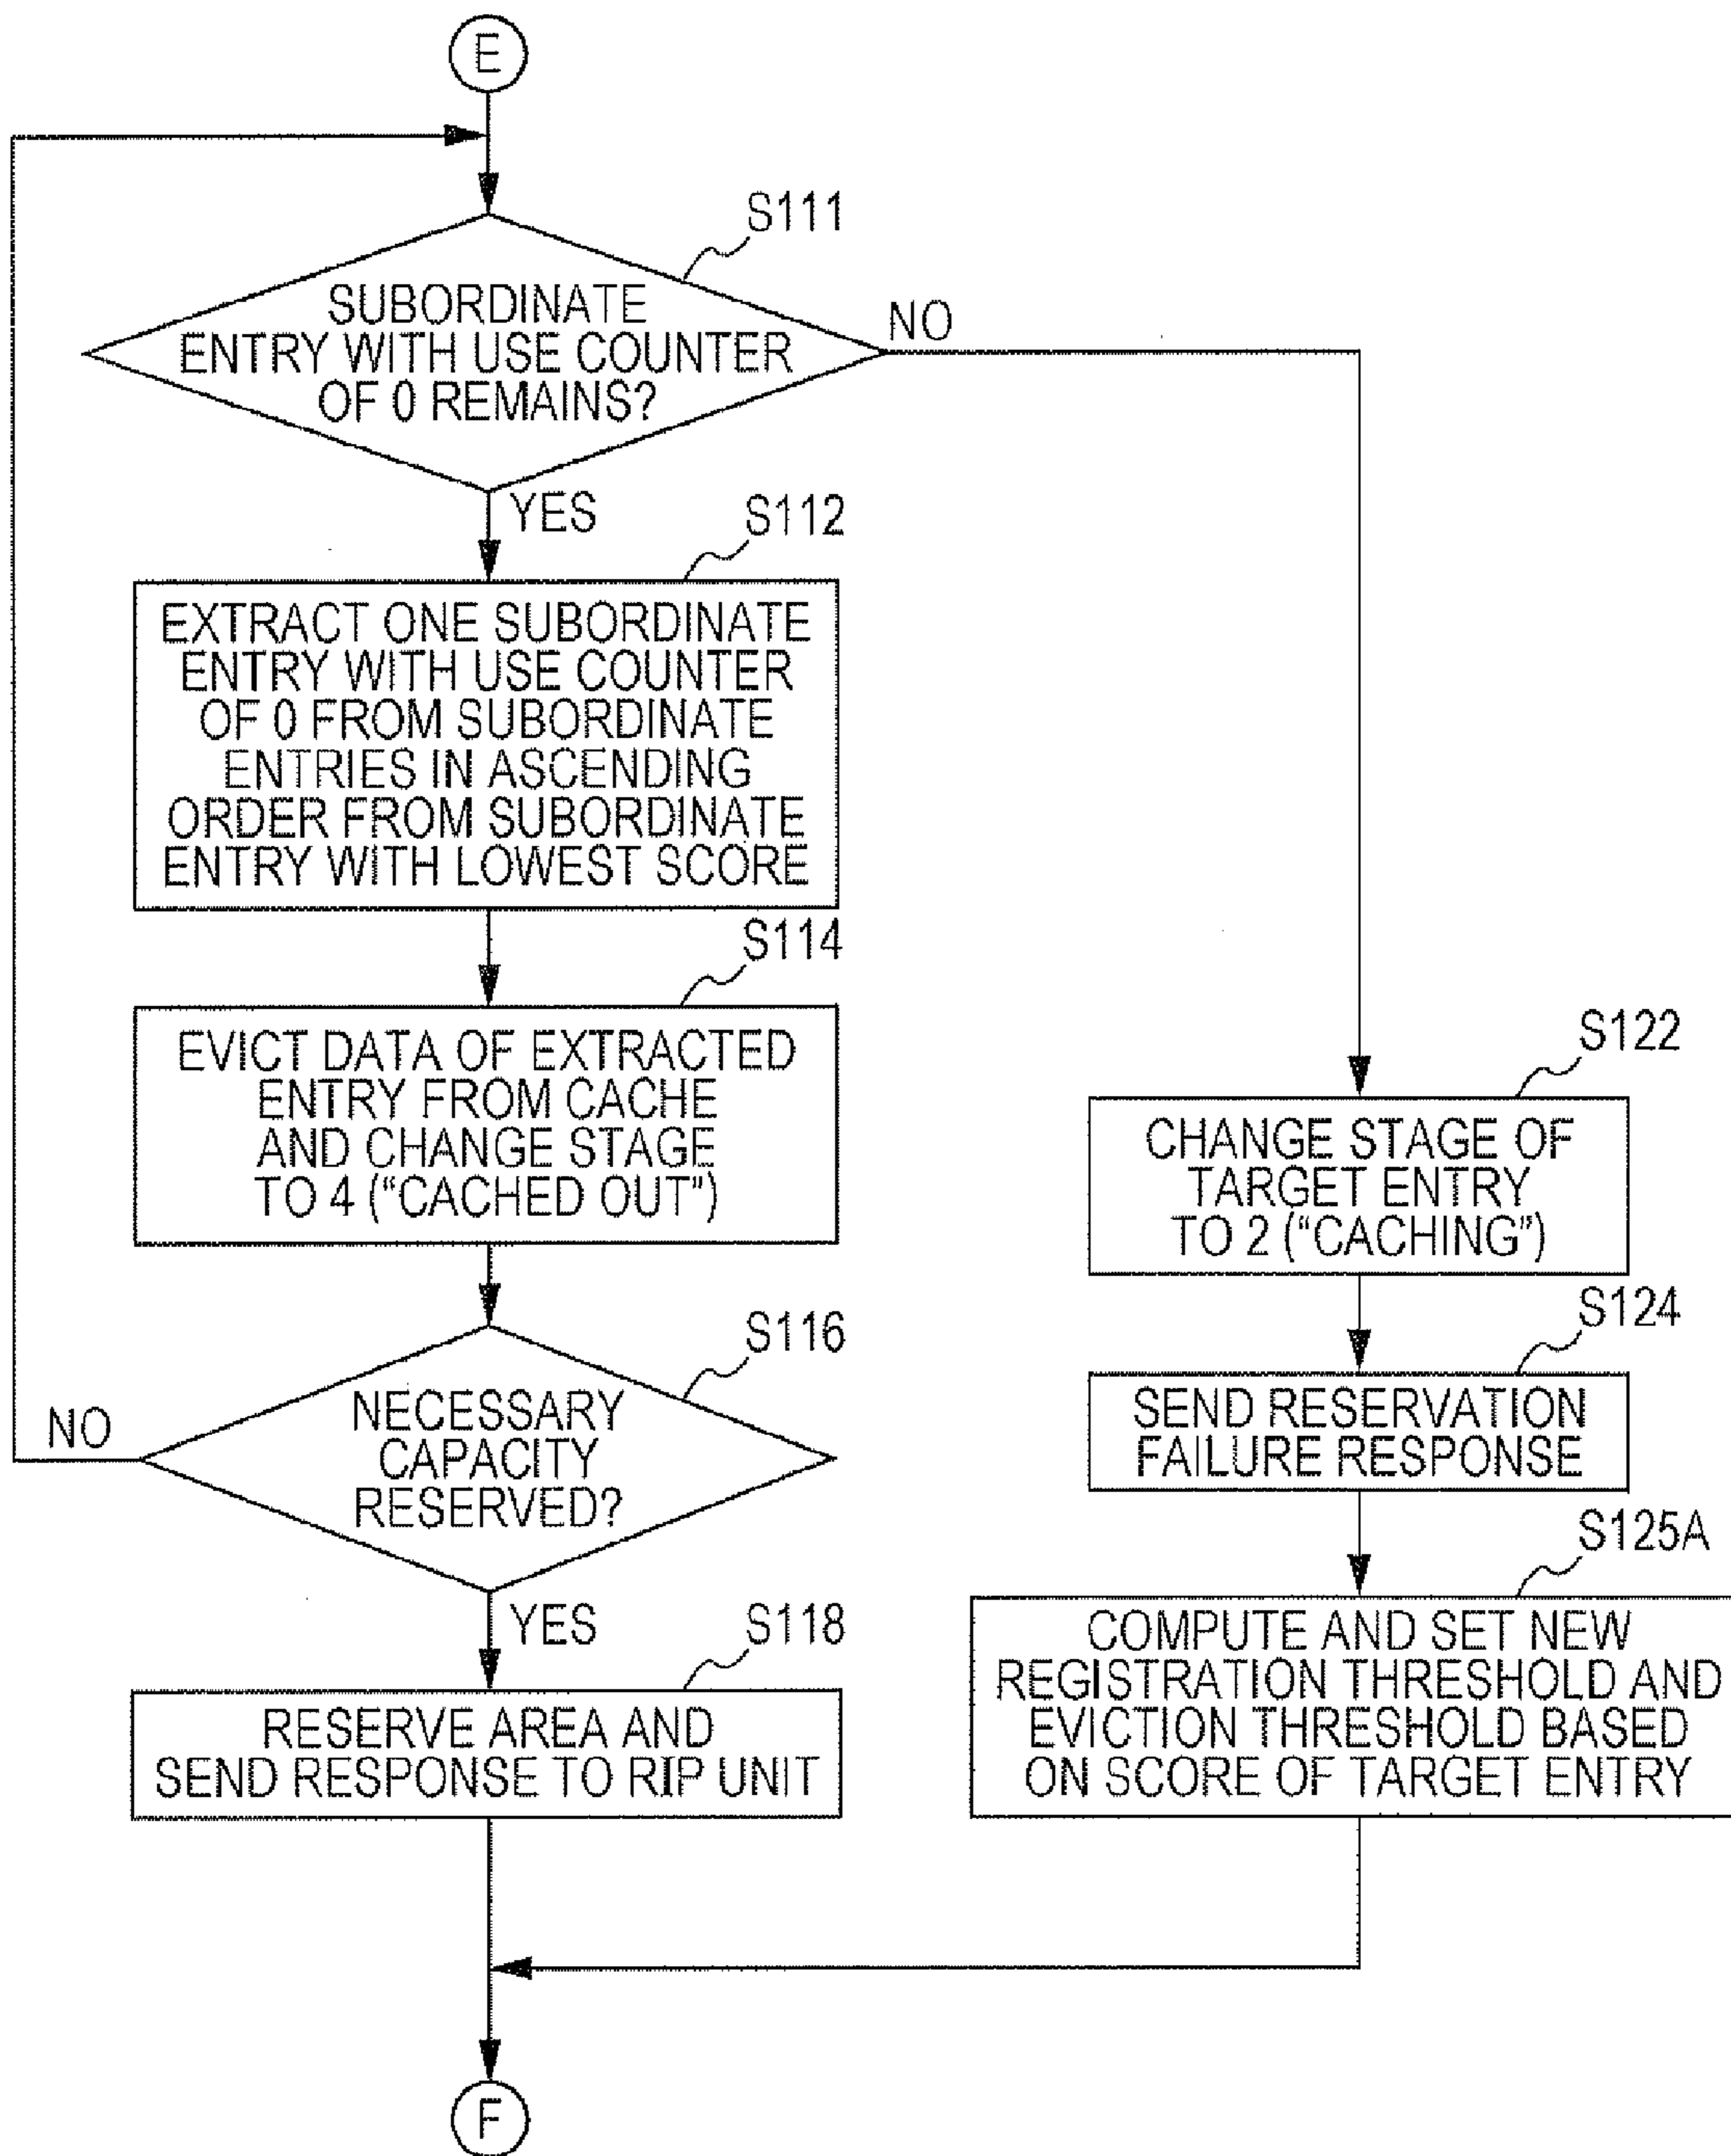 E
S111
SUBORDINATE
ENTRY WITH USE COUNTER
OF 0 REMAINS?
NO
YES
S112
EXTRACT ONE SUBORDINATE
ENTRY WITH USE COUNTER
OF 0 FROM SUBORDINATE
ENTRIES IN ASCENDING
ORDER FROM SUBORDINATE
ENTRY WITH LOWEST SCORE
S114
EVICT DATA OF EXTRACTED
ENTRY FROM CACHE
AND CHANGE STAGE
TO 4 (“CACHED OUT”)
S116
NECESSARY
CAPACITY
RESERVED?
NO
YES
S118
RESERVE AREA AND
SEND RESPONSE TO RIP UNIT
S122
CHANGE STAGE OF
TARGET ENTRY
TO 2 (“CACHING”)
S124
SEND RESERVATION
FAILURE RESPONSE
S125A
COMPUTE AND SET NEW
REGISTRATION THRESHOLD AND
EVICTION THRESHOLD BASED
ON SCORE OF TARGET ENTRY
F